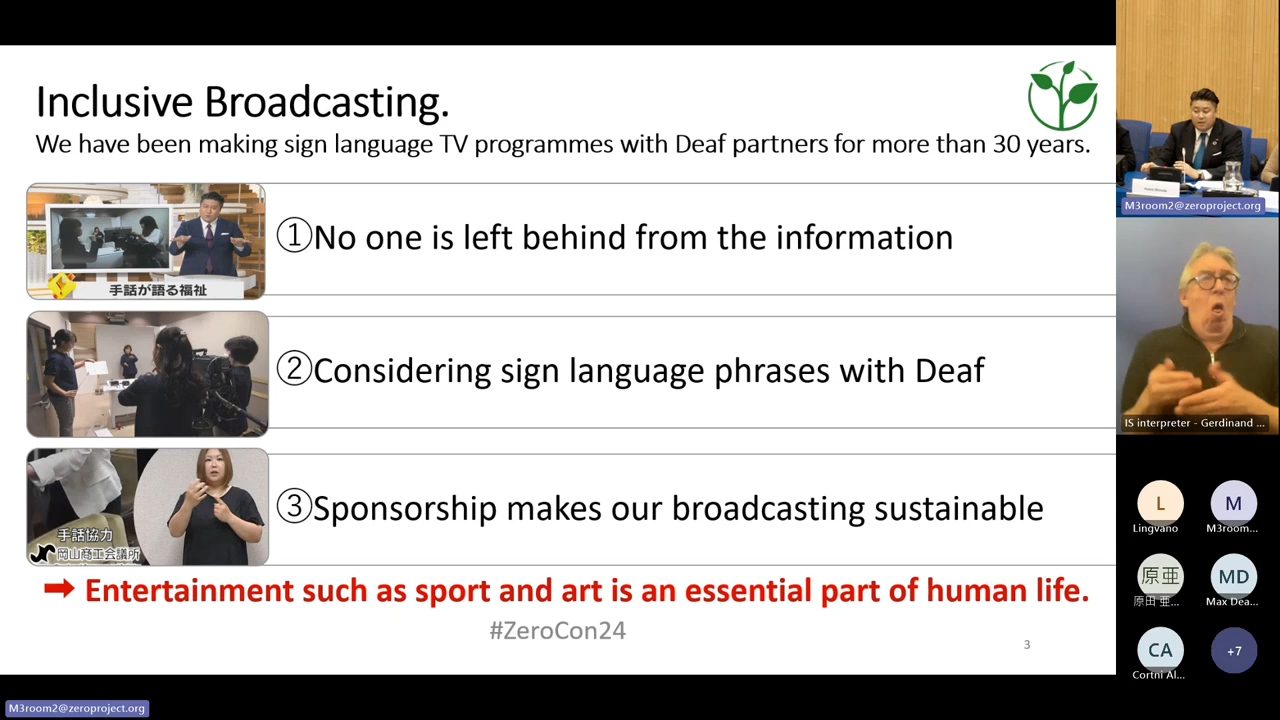 Inclusive Broadcasting.
We have been making sign language TV programmes with Deaf partners for more than 30 years.
手話が語る福祉
①No one is left behind from the information
②Considering sign language phrases with Deaf
手話協力
岡山商工会議所
③Sponsorship makes our broadcasting sustainable
➡ Entertainment such as sport and art is an essential part of human life.
#ZeroCon24
3
M3room2@zeroproject.org
M3room2@zeroproject.org
IS interpreter - Gerdinand ...
L
Lingvano
M
M3room...
原亜
原田 亜...
MD
Max Dea...
CA
Cortni Al...
+7